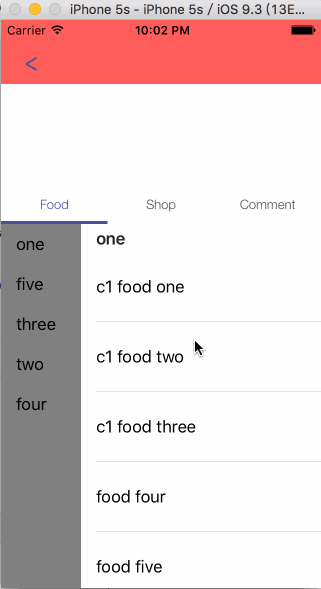 iPhone 5s - iPhone 5s / iOS 9.3 (13E...
Carrier 10:02 PM
<
Food Shop Comment
one
five
three
two
four
one
c1 food one
c1 food two
c1 food three
food four
food five